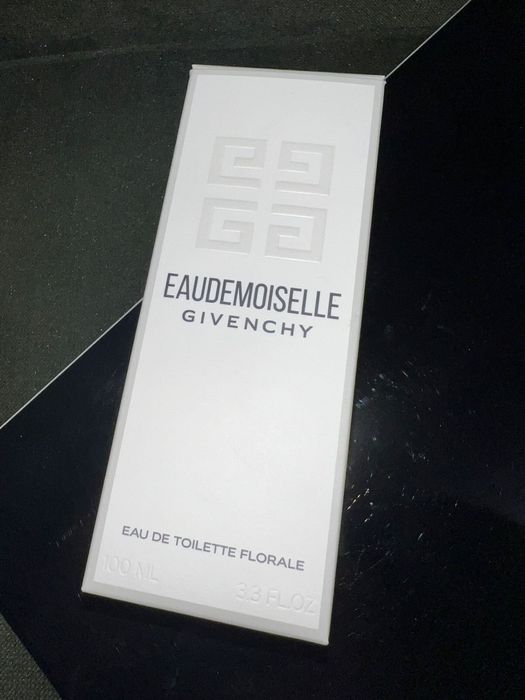 EAUDEMOISELLE
GIVENCHY
EAU DE TOILETTE FLORALE
100 ML 3.3 FL.OZ